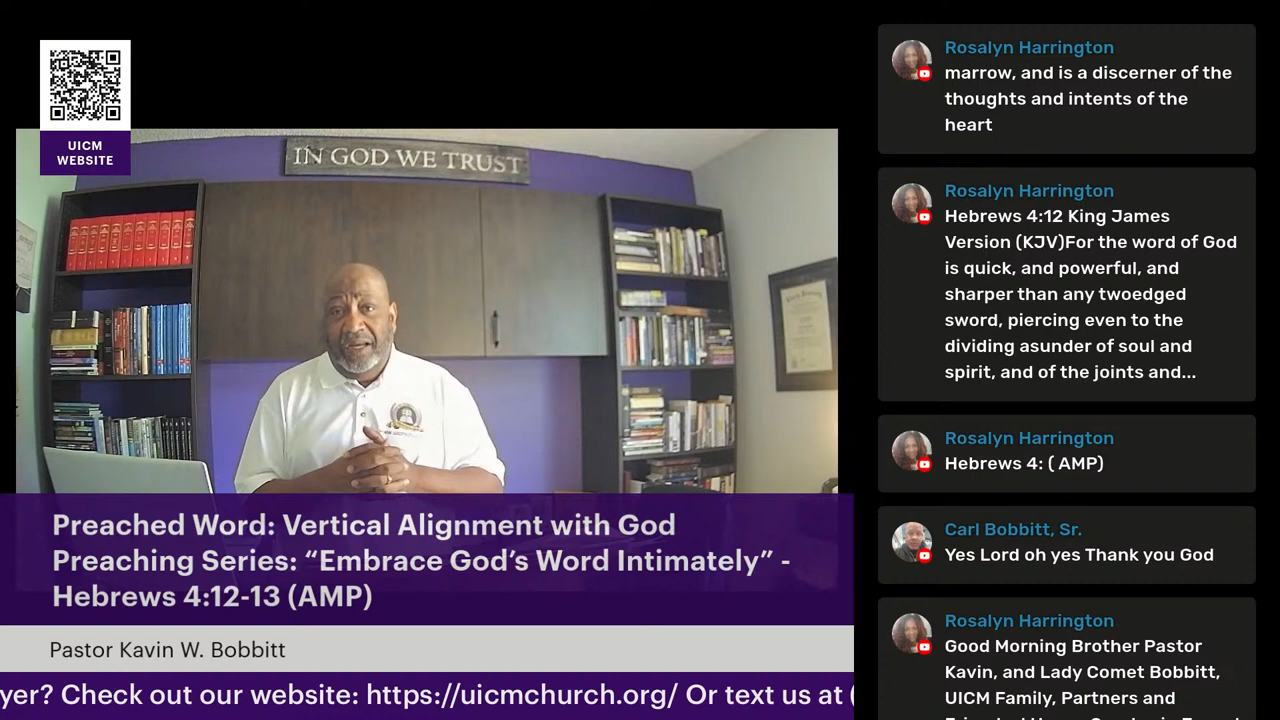 UICM
WEBSITE
IN GOD WE TRUST
Preached Word: Vertical Alignment with God
Preaching Series: “Embrace God’s Word Intimately” -
Hebrews 4:12-13 (AMP)
Pastor Kavin W. Bobbitt
yer? Check out our website: https://uicmchurch.org/ Or text us at (
Rosalyn Harrington
marrow, and is a discerner of the
thoughts and intents of the
heart
Rosalyn Harrington
Hebrews 4:12 King James
Version (KJV)For the word of God
is quick, and powerful, and
sharper than any twoedged
sword, piercing even to the
dividing asunder of soul and
spirit, and of the joints and...
Rosalyn Harrington
Hebrews 4: ( AMP)
Carl Bobbitt, Sr.
Yes Lord oh yes Thank you God
Rosalyn Harrington
Good Morning Brother Pastor
Kavin, and Lady Comet Bobbitt,
UICM Family, Partners and